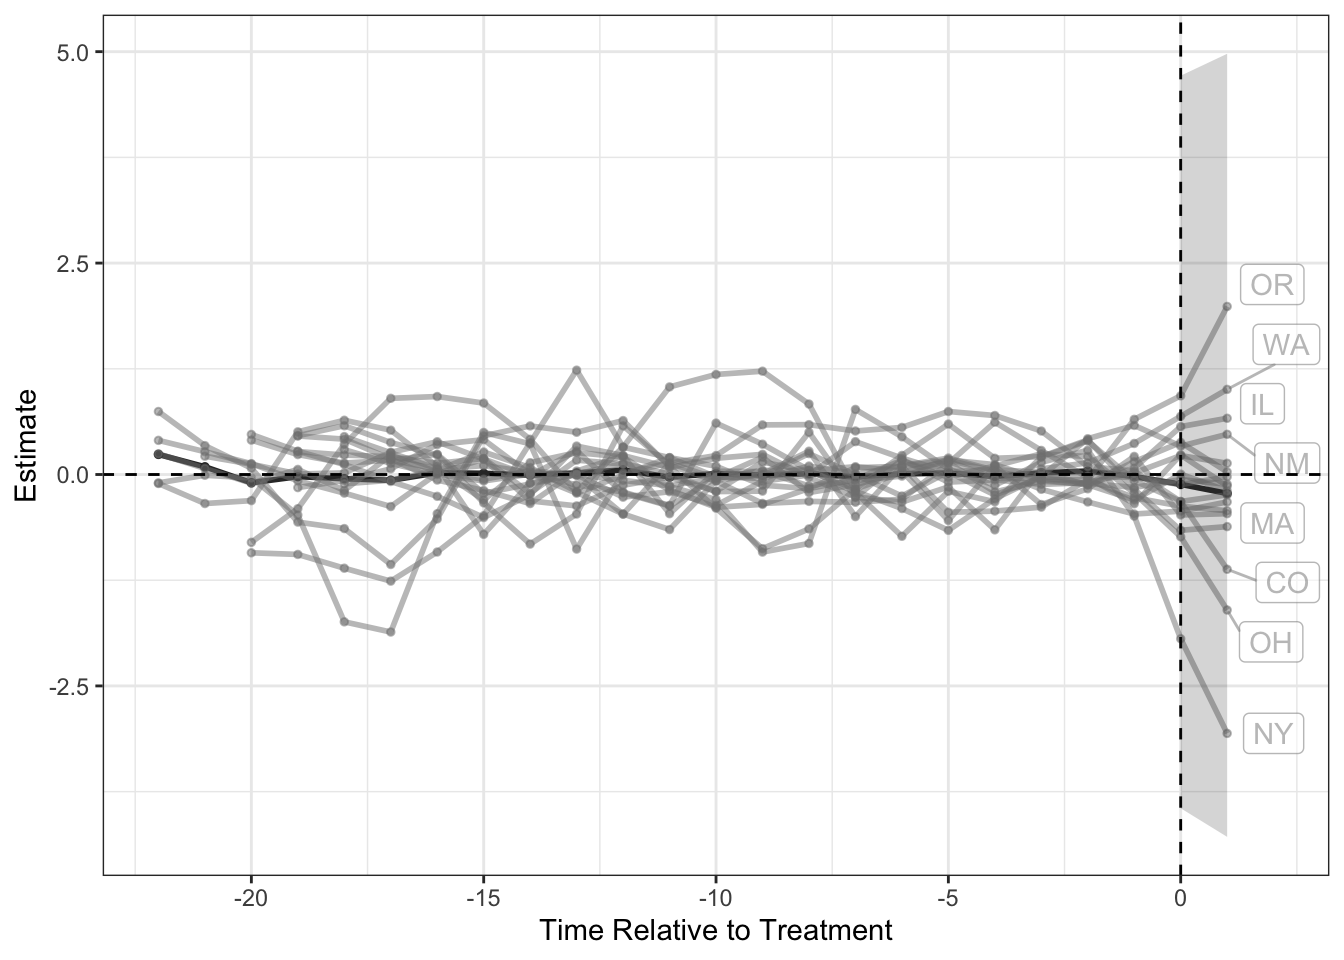 Estimate
5.0
2.5
0.0
-2.5
OR
WA
IL
NM
MA
CO
OH
NY
-20
-15
-10
-5
0
Time Relative to Treatment